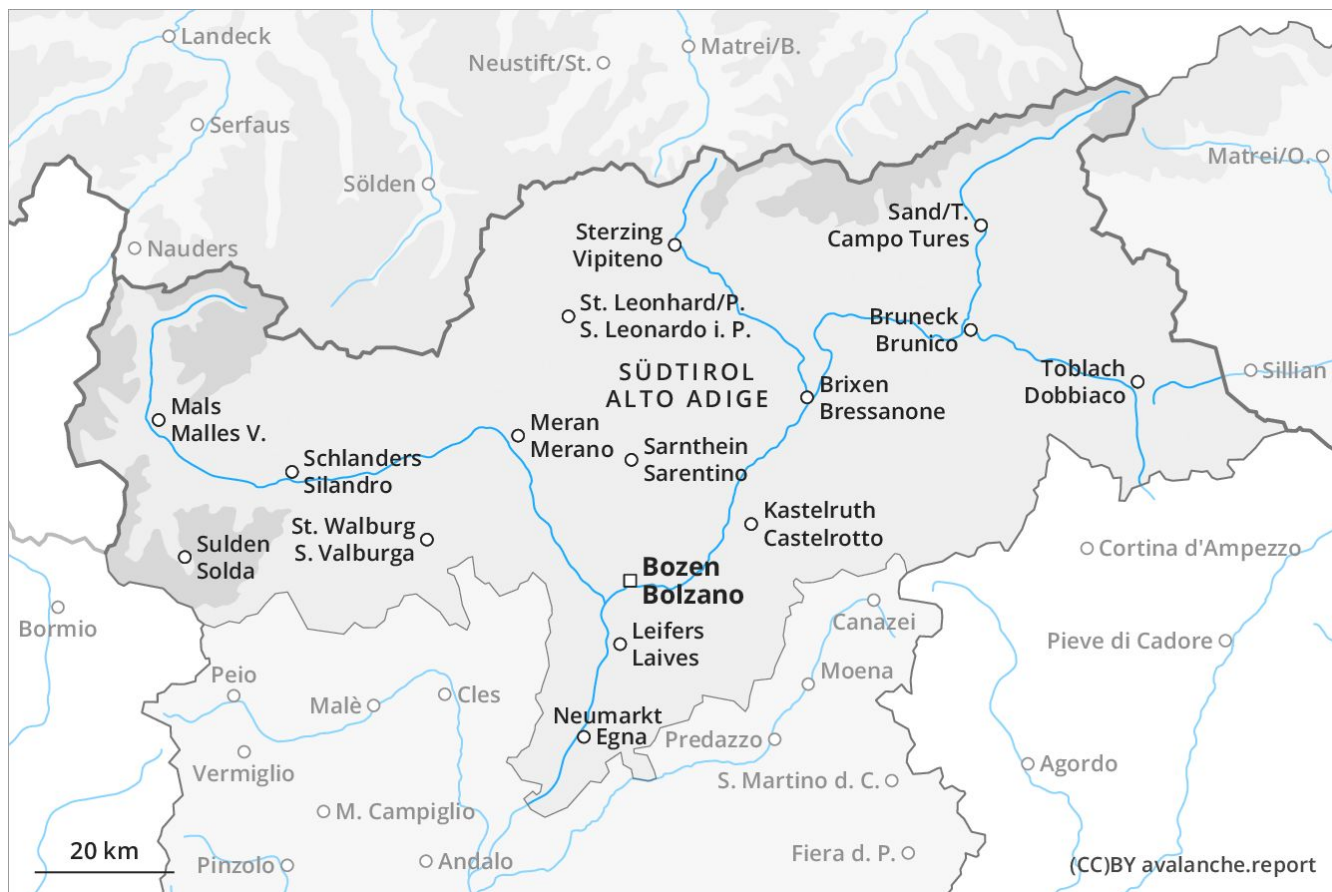 Landeck
Matrei/B.
Neustift/St.
Serfaus
Matrei/O.
Sölden
Sand/T.
Campo Tures
Sterzing
Vipiteno
Nauders
St. Leonhard/P.
S. Leonardo i. P.
Bruneck
Brunico
SÜDTIROL
ALTO ADIGE
Toblach
Dobbiaco
Sillian
Brixen
Bressanone
Mals
Malles V.
Meran
Merano
Sarnthein
Sarentino
Schlanders
Silandro
Kastelruth
Castelrotto
St. Walburg
S. Valburga
Sulden
Solda
Cortina d'Ampezzo
Bozen
Bolzano
Bormio
Canazei
Leifers
Laives
Pieve di Cadore
Peio
Moena
Malè
Cles
Neumarkt
Egna
Predazzo
Vermiglio
Agordo
S. Martino d. C.
M. Campiglio
20 km
Pinzolo
Andalo
Fiera d. P.
(CC)BY avalanche.report